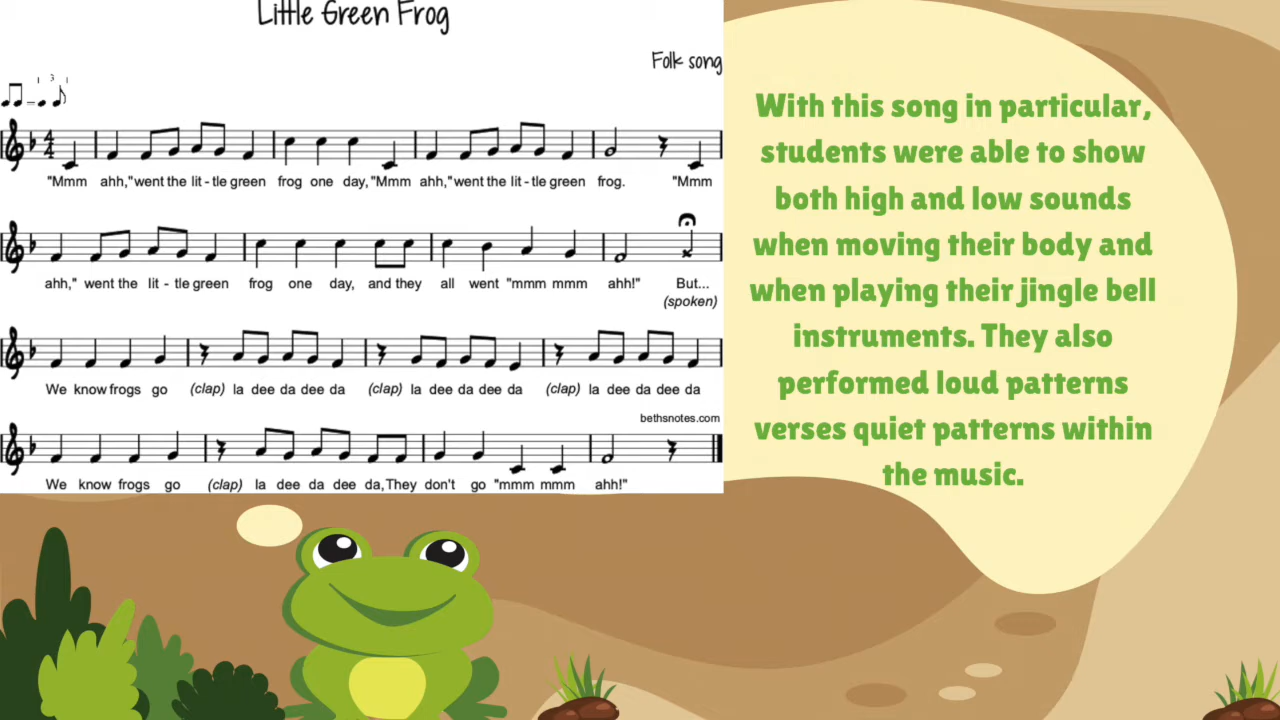 Little Green Frog
Folk song
3
"Mmm ahh," went the lit - tle green frog one day, "Mmm ahh," went the lit - tle green frog. "Mmm
ahh," went the lit - tle green frog one day, and they all went "mmm mmm ahh!" But...
(spoken)
We know frogs go (clap) la dee da dee da (clap) la dee da dee da (clap) la dee da dee da
bethsnotes.com
We know frogs go (clap) la dee da dee da, They don't go "mmm mmm ahh!"
With this song in particular,
students were able to show
both high and low sounds
when moving their body and
when playing their jingle bell
instruments. They also
performed loud patterns
verses quiet patterns within
the music.